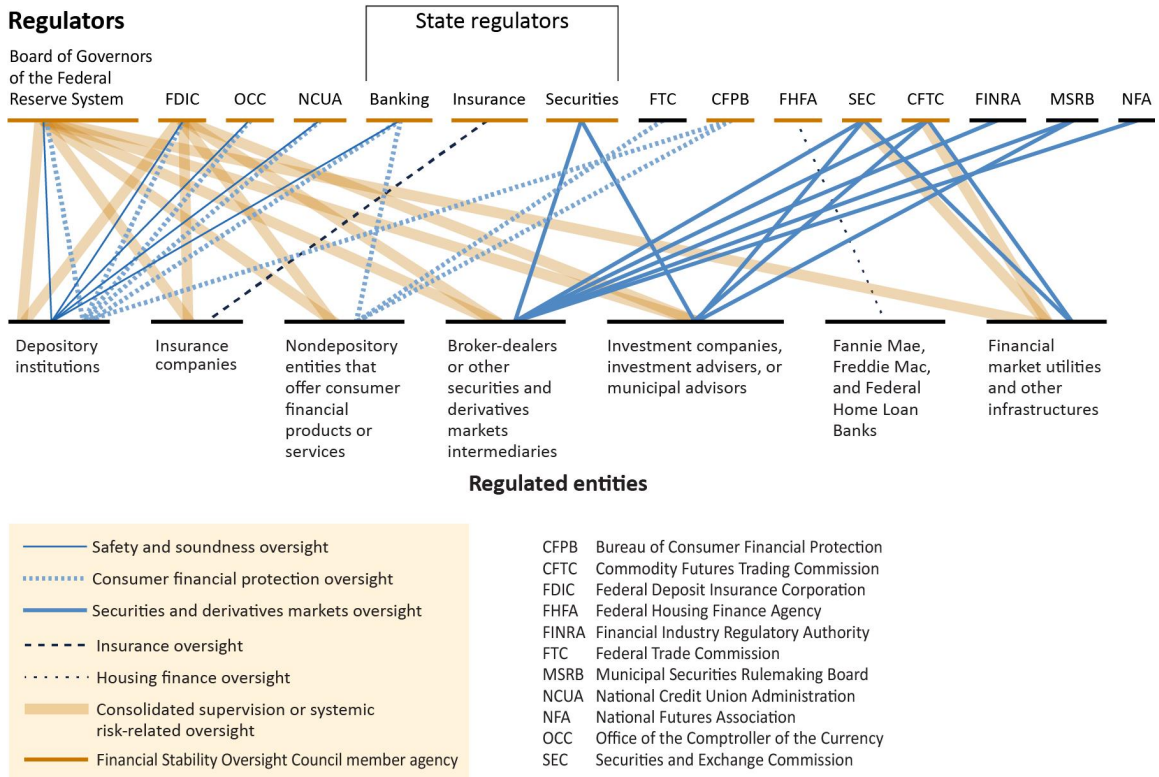 Regulators
State regulators
Board of Governors
of the Federal
Reserve System
FDIC
OCC
NCUA
Banking
Insurance
Securities
FTC
CFPB
FHFA
SEC
CFTC
FINRA
MSRB
NFA
Depository
institutions
Insurance
companies
Nondepository
entities that
offer consumer
financial
products or
services
Broker-dealers
or other
securities and
derivatives
markets
intermediaries
Investment companies,
investment advisers, or
municipal advisors
Fannie Mae,
Freddie Mac,
and Federal
Home Loan
Banks
Financial
market utilities
and other
infrastructures
Regulated entities
Safety and soundness oversight
Consumer financial protection oversight
Securities and derivatives markets oversight
Insurance oversight
Housing finance oversight
Consolidated supervision or systemic
risk-related oversight
Financial Stability Oversight Council member agency
CFPB Bureau of Consumer Financial Protection
CFTC Commodity Futures Trading Commission
FDIC Federal Deposit Insurance Corporation
FHFA Federal Housing Finance Agency
FINRA Financial Industry Regulatory Authority
FTC Federal Trade Commission
MSRB Municipal Securities Rulemaking Board
NCUA National Credit Union Administration
NFA National Futures Association
OCC Office of the Comptroller of the Currency
SEC Securities and Exchange Commission